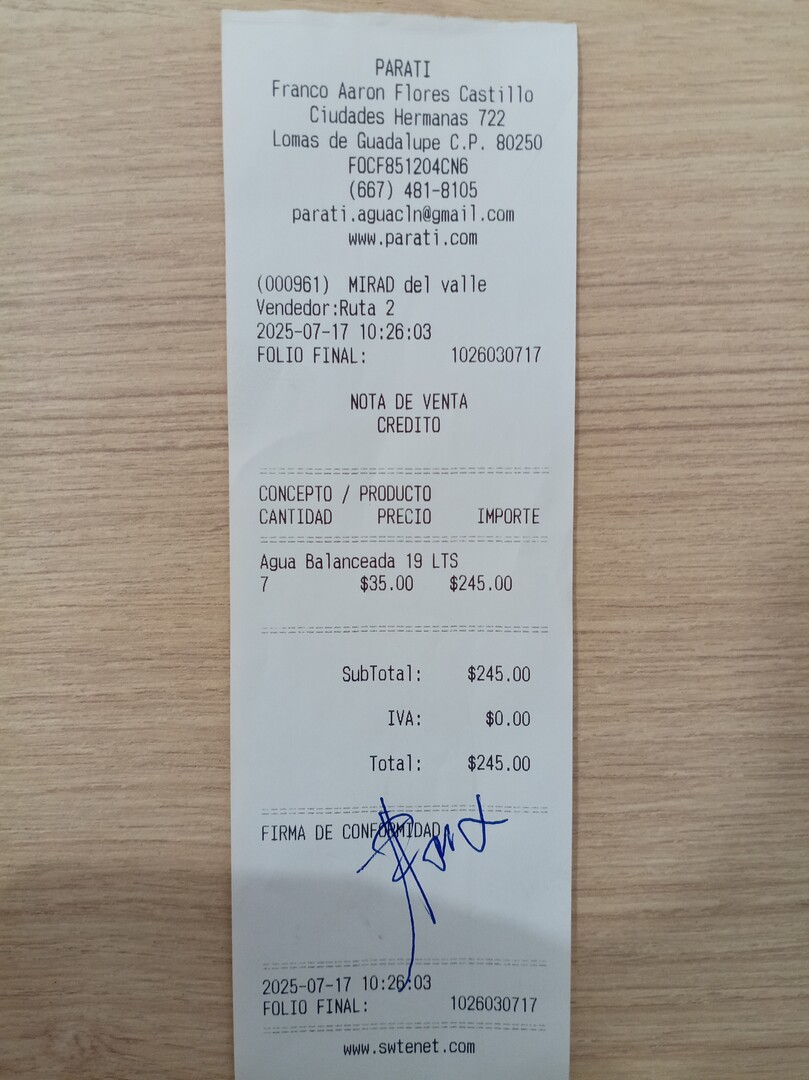 PARATI
Franco Aaron Flores Castillo
Ciudades Hermanas 722
Lomas de Guadalupe C.P. 80250
FOCF851204CN6
(667) 481-8105
parati.aguacln@gmail.com
www.parati.com
(000961) MIRAD del valle
Vendedor:Ruta 2
2025-07-17 10:26:03
FOLIO FINAL: 1026030717
NOTA DE VENTA
CREDITO
CONCEPTO / PRODUCTO
CANTIDAD PRECIO IMPORTE
Agua Balanceada 19 LTS
7 $35.00 $245.00
SubTotal: $245.00
IVA: $0.00
Total: $245.00
FIRMA DE CONFORMIDAD
2025-07-17 10:26:03
FOLIO FINAL: 1026030717
www.swtenet.com